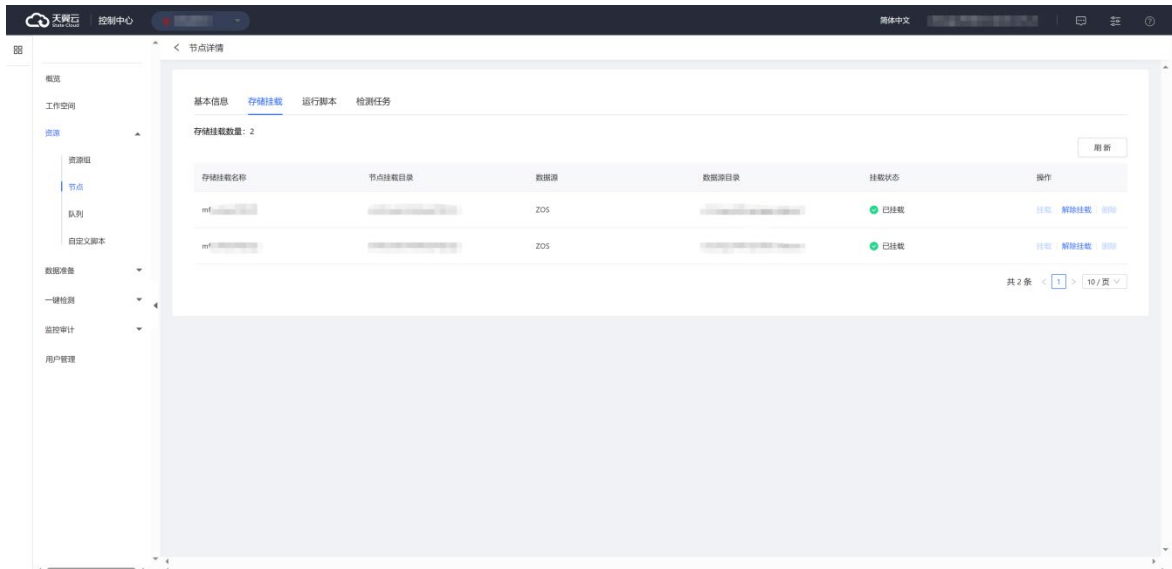 天翼云 State Cloud 控制中心 简体中文
节点详情
概览
工作空间
资源
资源组
节点
队列
自定义脚本
数据准备
一键检测
监控审计
用户管理
基本信息 存储挂载 运行脚本 检测任务
存储挂载数量: 2
刷新
存储挂载名称 节点挂载目录 数据源 数据源目录 挂载状态 操作
ZOS 已挂载 挂载 解除挂载 删除
ZOS 已挂载 挂载 解除挂载 删除
共 2 条 < 1 > 10 / 页